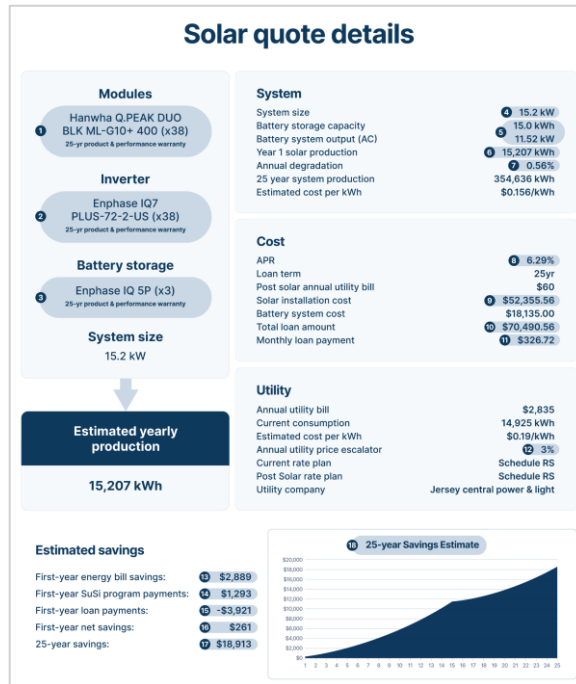 Solar quote details
Modules
1 Hanwha Q.PEAK DUO
BLK ML-G10+ 400 (x38)
25-yr product & performance warranty
Inverter
2 Enphase IQ7
PLUS-72-2-US (x38)
25-yr product & performance warranty
Battery storage
3 Enphase IQ 5P (x3)
25-yr product & performance warranty
System size
15.2 kW
Estimated yearly
production
15,207 kWh
System
System size 4 15.2 kW
Battery storage capacity 5 15.0 kWh
Battery system output (AC) 11.52 kW
Year 1 solar production 6 15,207 kWh
Annual degradation 7 0.56%
25 year system production 354,636 kWh
Estimated cost per kWh $0.156/kWh
Cost
APR 8 6.29%
Loan term 25yr
Post solar annual utility bill $60
Solar installation cost 9 $52,355.56
Battery system cost $18,135.00
Total loan amount 10 $70,490.56
Monthly loan payment 11 $326.72
Utility
Annual utility bill $2,835
Current consumption 14,925 kWh
Estimated cost per kWh $0.19/kWh
Annual utility price escalator 12 3%
Current rate plan Schedule RS
Post Solar rate plan Schedule RS
Utility company Jersey central power & light
Estimated savings
First-year energy bill savings: 13 $2,889
First-year SuSi program payments: 14 $1,293
First-year loan payments: 15 -$3,921
First-year net savings: 16 $261
25-year savings: 17 $18,913
18 25-year Savings Estimate
$20,000
$18,000
$16,000
$14,000
$12,000
$10,000
$8,000
$6,000
$4,000
$2,000
$0
1 2 3 4 5 6 7 8 9 10 11 12 13 14 15 16 17 18 19 20 21 22 23 24 25